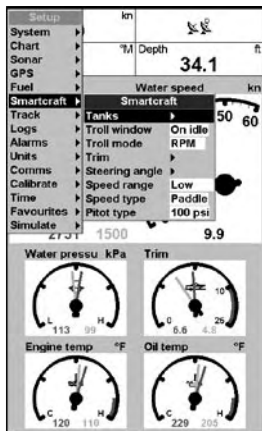 Setup
kn
System
Chart
Sonar
GPS
Fuel
Smartcraft
Track
Logs
Alarms
Units
Comms
Calibrate
Time
Favourites
Simulate
°M Depth ft
34.1
Water speed kn
50 60
Smartcraft
Tanks
Troll window On idle
Troll mode RPM
Trim
Steering angle
Speed range Low
Speed type Paddle
Pitot type 100 psi
2731 1500 9.9
Water pressu kPa
L H
113 99
Trim
0 10 25
6.6 4.8
Engine temp °F
C H
120 110
Oil temp °F
C H
229 205